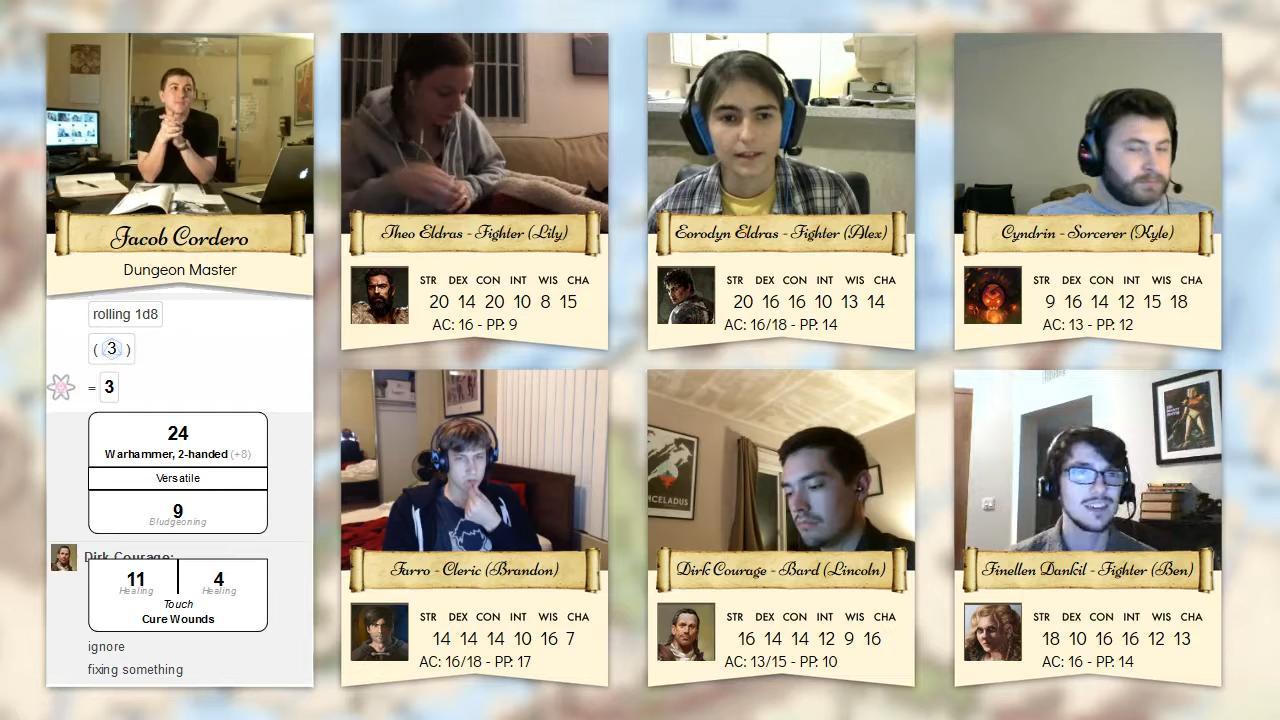 Jacob Cordero
Dungeon Master
rolling 1d8
( 3 )
= 3
24
Warhammer, 2-handed (+8)
Versatile
9
Bludgeoning
Dirk Courage:
11 4
Healing Healing
Touch
Cure Wounds
ignore
fixing something
Theo Eldras - Fighter (Lily)
STR DEX CON INT WIS CHA
20 14 20 10 8 15
AC: 16 - PP: 9
Eorodyn Eldras - Fighter (Alex)
STR DEX CON INT WIS CHA
20 16 16 10 13 14
AC: 16/18 - PP: 14
Cyndrin - Sorcerer (Kyle)
STR DEX CON INT WIS CHA
9 16 14 12 15 18
AC: 13 - PP: 12
Farro - Cleric (Brandon)
STR DEX CON INT WIS CHA
14 14 14 10 16 7
AC: 16/18 - PP: 17
NCELADUS
Dirk Courage - Bard (Lincoln)
STR DEX CON INT WIS CHA
16 14 14 12 9 16
AC: 13/15 - PP: 10
Finellen Dankil - Fighter (Ben)
STR DEX CON INT WIS CHA
18 10 16 16 12 13
AC: 16 - PP: 14